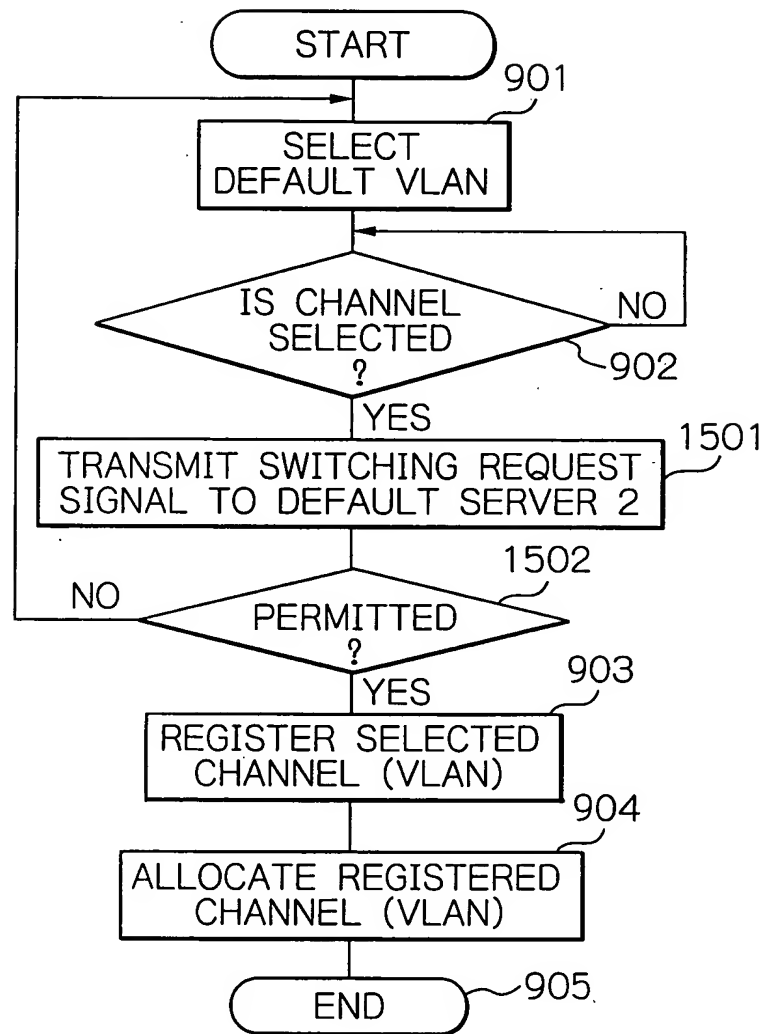 START
901
SELECT
DEFAULT VLAN
IS CHANNEL
SELECTED
?
NO
902
YES
1501
TRANSMIT SWITCHING REQUEST
SIGNAL TO DEFAULT SERVER 2
1502
NO
PERMITTED
?
YES
903
REGISTER SELECTED
CHANNEL (VLAN)
904
ALLOCATE REGISTERED
CHANNEL (VLAN)
END
905